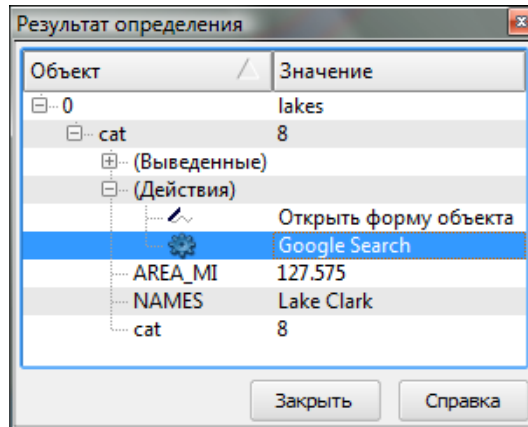 Результат определения
Объект Значение
0 lakes
cat 8
(Выведенные)
(Действия)
Открыть форму объекта
Google Search
AREA_MI 127.575
NAMES Lake Clark
cat 8
Закрыть Справка